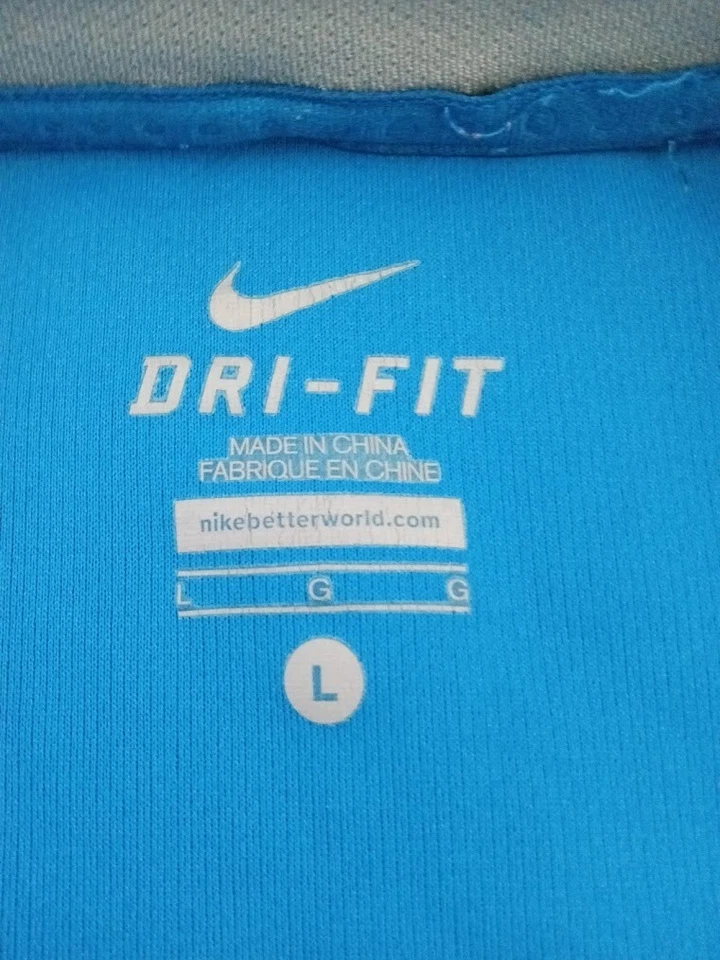 DRI-FIT
MADE IN CHINA
FABRIQUE EN CHINE
nikebetterworld.com
L G G
L